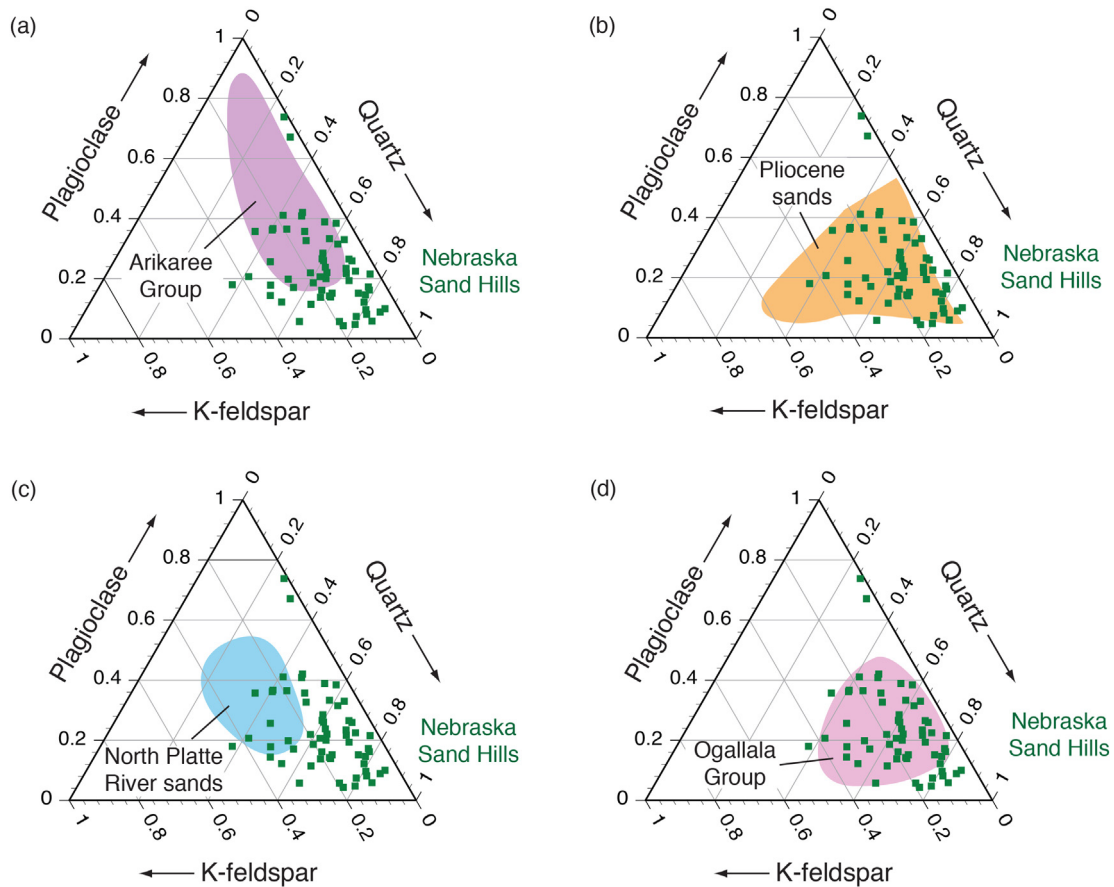 (a)
0
1
0.2
0.8
Plagioclase
Quartz
0.4
0.6
0.6
0.4
Arikaree
Group
0.8
Nebraska
Sand Hills
0.2
1
0
1
0.8
0.6
0.4
0.2
0
K-feldspar
(b)
0
1
0.2
0.8
Plagioclase
Quartz
0.4
0.6
Pliocene
sands
0.6
0.4
0.8
Nebraska
Sand Hills
0.2
1
0
1
0.8
0.6
0.4
0.2
0
K-feldspar
(c)
0
1
0.2
0.8
Plagioclase
Quartz
0.4
0.6
0.6
0.4
0.8
Nebraska
Sand Hills
0.2
North Platte
River sands
1
0
1
0.8
0.6
0.4
0.2
0
K-feldspar
(d)
0
1
0.2
0.8
Plagioclase
Quartz
0.4
0.6
0.6
0.4
0.8
Nebraska
Sand Hills
0.2
Ogallala
Group
1
0
1
0.8
0.6
0.4
0.2
0
K-feldspar